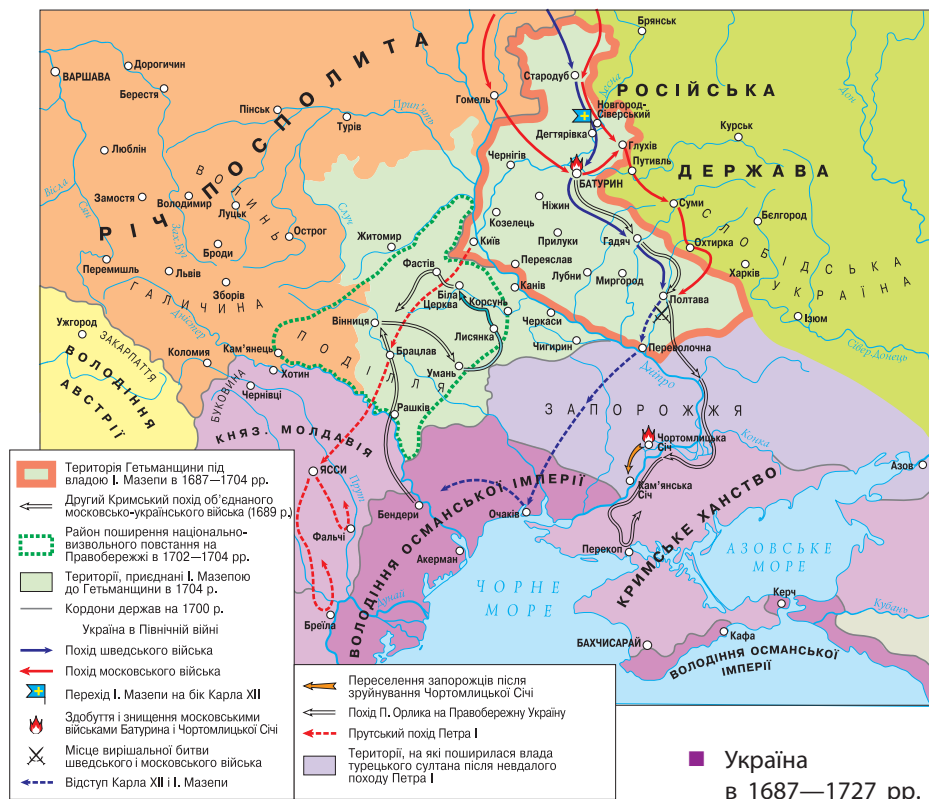 Брянськ
ВАРШАВА
Дорогичин
Берестя
РІЧ ПОСПОЛИТА
Пінськ
Турів
Прип'ять
Гомель
Стародуб
Десна
Новгород-
Сіверський
Дегтярівка
РОСІЙСЬКА
ДЕРЖАВА
Дон
Курськ
Люблін
Глухів
Путивль
Чернігів
БАТУРИН
Вісла
Сян
Замостя
Володимир
ВОЛИНЬ
Луцьк
Зах. Буг
Случ
Острог
Броди
Козелець
Ніжин
Суми
Бєлгород
Житомир
Київ
Прилуки
Гадяч
Охтирка
Харків
СЛОБІДСЬКА
УКРАЇНА
Перемишль
Львів
Зборів
ГАЛИЧИНА
Фастів
Переяслав
Лубни
Миргород
Біла
Церква
Корсунь
Канів
Полтава
Ізюм
Сівер. Донець
Ужгород
ЗАКАРПАТТЯ
ВОЛОДІННЯ
АВСТРІЇ
Дністер
Вінниця
Лисянка
Черкаси
Чигирин
Переволочна
Дніпро
Коломия
Кам'янець
ПОДІЛЛЯ
Брацлав
Умань
Хотин
БУКОВИНА
Чернівці
Рашків
ЗАПОРОЖЖЯ
КНЯЗ. МОЛДАВІЯ
Чортомлицька
Січ
Конка
Кам'янська
Січ
Азов
ЯССИ
Прут
Бендери
Очаків
ВОЛОДІННЯ ОСМАНСЬКОЇ ІМПЕРІЇ
Фальчі
Акерман
Перекоп
КРИМСЬКЕ ХАНСТВО
АЗОВСЬКЕ
МОРЕ
ЧОРНЕ
МОРЕ
Дунай
Бреїла
Керч
Кубань
Кафа
БАХЧИСАРАЙ
ВОЛОДІННЯ ОСМАНСЬКОЇ
ІМПЕРІЇ
Територія Гетьманщини під
владою І. Мазепи в 1687—1704 рр.
Другий Кримський похід об'єднаного
московсько-українського війська (1689 р.)
Район поширення національно-
визвольного повстання на
Правобережжі в 1702—1704 рр.
Території, приєднані І. Мазепою
до Гетьманщини в 1704 р.
Кордони держав на 1700 р.
Україна в Північній війні
Похід шведського війська
Похід московського війська
Перехід І. Мазепи на бік Карла XII
Здобуття і знищення московськими
військами Батурина і Чортомлицької Січі
Місце вирішальної битви
шведського і московського війська
Відступ Карла XII і І. Мазепи
Переселення запорожців після
зруйнування Чортомлицької Січі
Похід П. Орлика на Правобережну Україну
Прутський похід Петра І
Території, на які поширилася влада
турецького султана після невдалого
походу Петра І
Україна
в 1687—1727 рр.